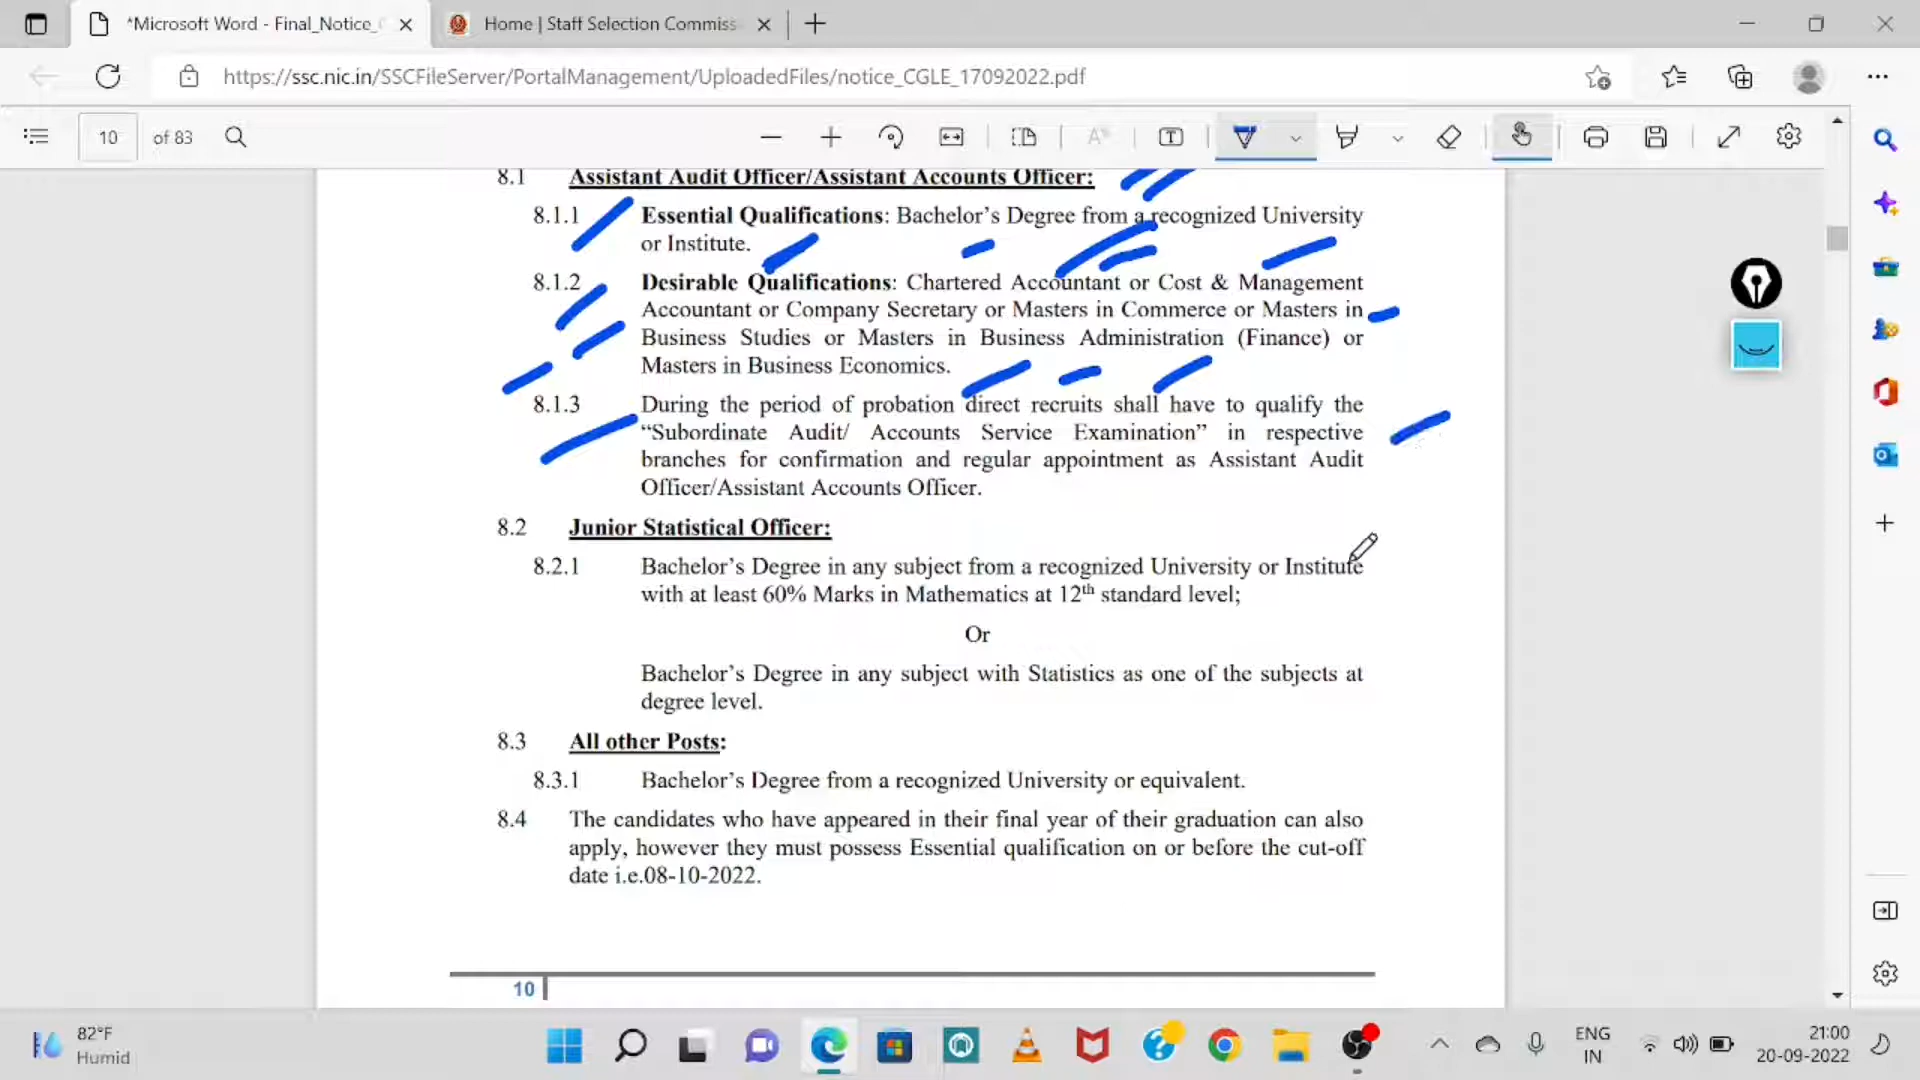 *Microsoft Word - Final_Notice_
Home | Staff Selection Commiss
https://ssc.nic.in/SSCFileServer/PortalManagement/UploadedFiles/notice_CGLE_17092022.pdf
10 of 83
8.1 Assistant Audit Officer/Assistant Accounts Officer:
8.1.1 Essential Qualifications: Bachelor’s Degree from a recognized University
or Institute.
8.1.2 Desirable Qualifications: Chartered Accountant or Cost & Management
Accountant or Company Secretary or Masters in Commerce or Masters in
Business Studies or Masters in Business Administration (Finance) or
Masters in Business Economics.
8.1.3 During the period of probation direct recruits shall have to qualify the
“Subordinate Audit/ Accounts Service Examination” in respective
branches for confirmation and regular appointment as Assistant Audit
Officer/Assistant Accounts Officer.
8.2 Junior Statistical Officer:
8.2.1 Bachelor’s Degree in any subject from a recognized University or Institute
with at least 60% Marks in Mathematics at 12th standard level;
Or
Bachelor’s Degree in any subject with Statistics as one of the subjects at
degree level.
8.3 All other Posts:
8.3.1 Bachelor’s Degree from a recognized University or equivalent.
8.4 The candidates who have appeared in their final year of their graduation can also
apply, however they must possess Essential qualification on or before the cut-off
date i.e.08-10-2022.
10
82°F
Humid
ENG
IN
21:00
20-09-2022